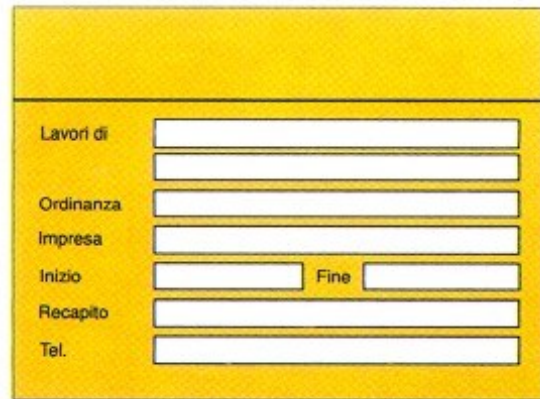 Lavori di
Ordinanza
Impresa
Inizio Fine
Recapito
Tel.